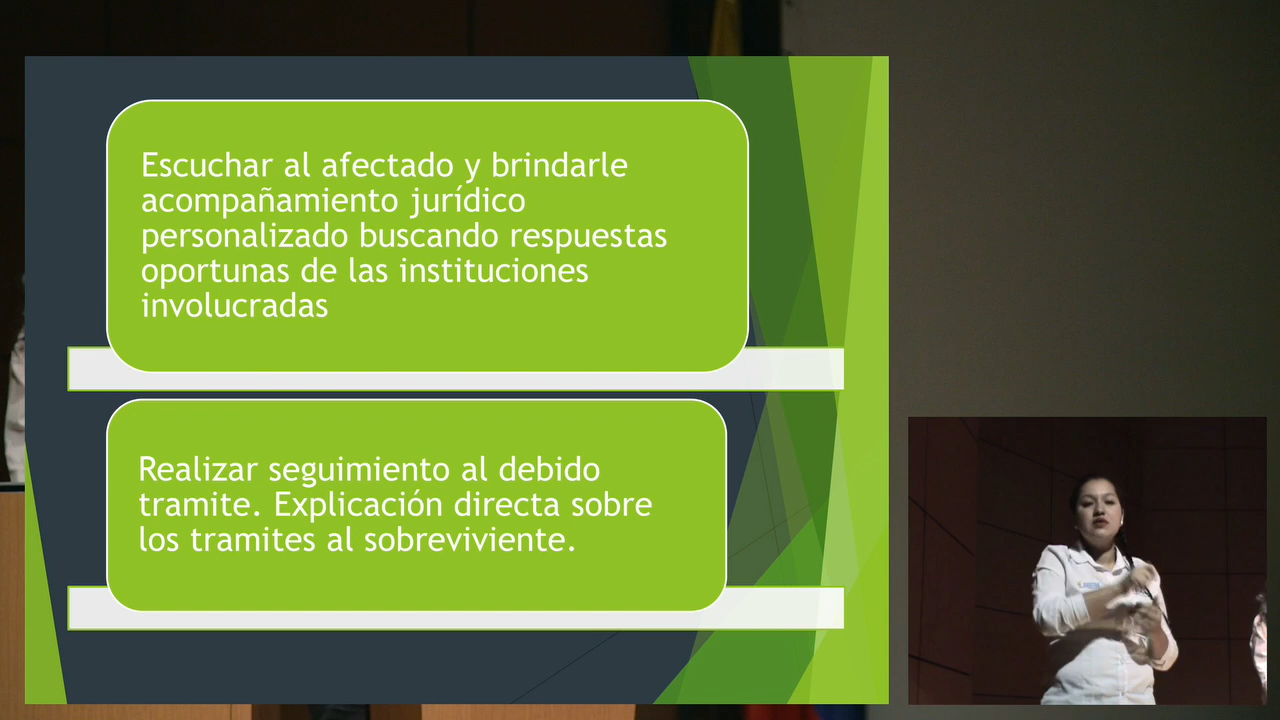 Escuchar al afectado y brindarle
acompañamiento jurídico
personalizado buscando respuestas
oportunas de las instituciones
involucradas
Realizar seguimiento al debido
tramite. Explicación directa sobre
los tramites al sobreviviente.